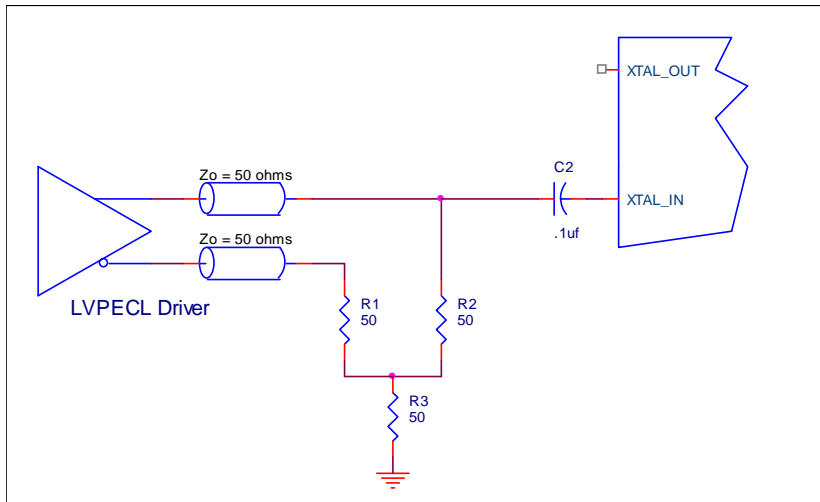 XTAL_OUT
C2
Zo = 50 ohms
XTAL_IN
.1uf
Zo = 50 ohms
LVPECL Driver
R1
50
R2
50
R3
50